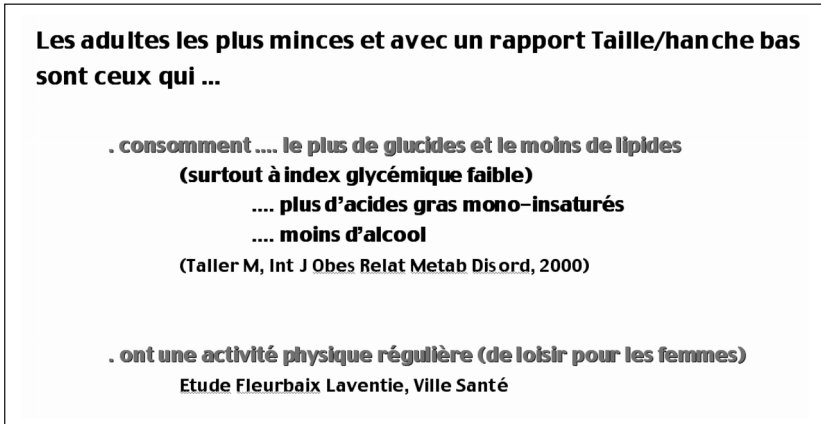 Les adultes les plus minces et avec un rapport Taille/hanche bas
sont ceux qui ...
. consomment .... le plus de glucides et le moins de lipides
(surtout à index glycémique faible)
.... plus d'acides gras mono-insaturés
.... moins d'alcool
(Taller M, Int J Obes Relat Metab Disord, 2000)
. ont une activité physique régulière (de loisir pour les femmes)
Etude Fleurbaix Laventie, Ville Santé